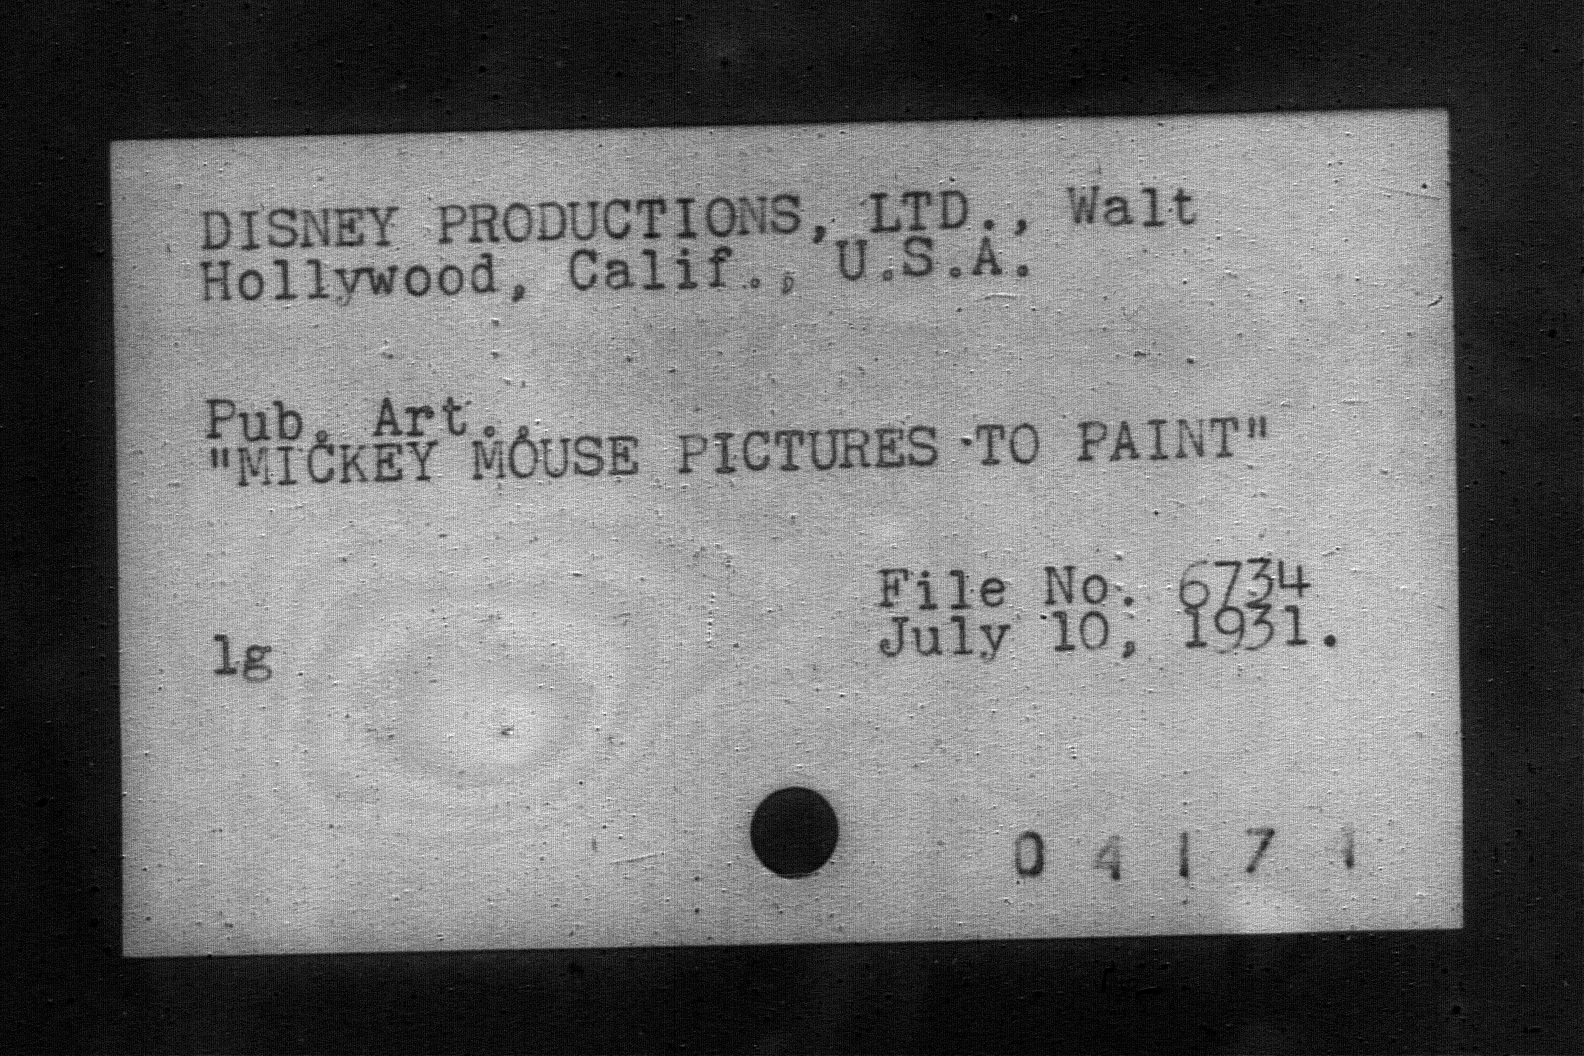 DISNEY PRODUCTIONS, LTD., Walt
Hollywood, Calif., U.S.A.
Pub. Art..
"MICKEY MOUSE PICTURES TO PAINT"
File No. 6734
July 10, 1931.
lg
0 4 1 7 1